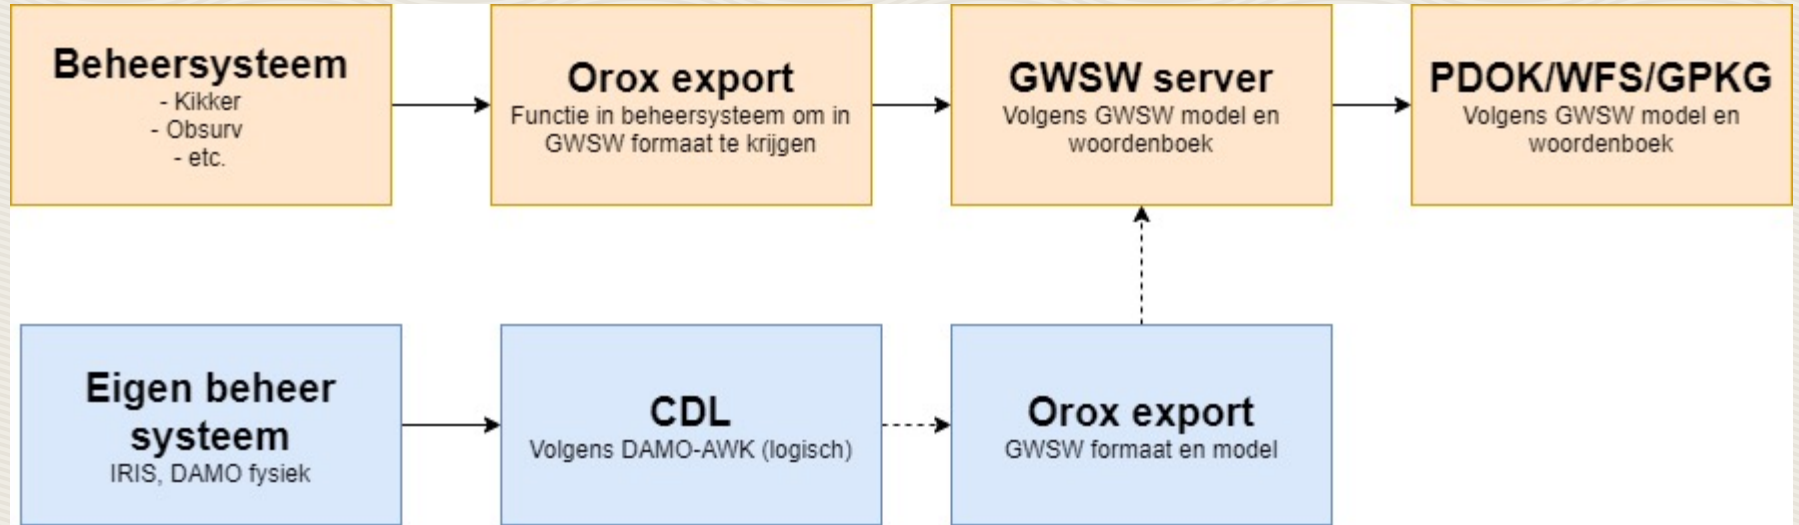 Beheersysteem
- Kikker
- Obsurv
- etc.
Orox export
Functie in beheersysteem om in
GWSW formaat te krijgen
GWSW server
Volgens GWSW model en
woordenboek
PDOK/WFS/GPKG
Volgens GWSW model en
woordenboek
Eigen beheer
systeem
IRIS, DAMO fysiek
CDL
Volgens DAMO-AWK (logisch)
Orox export
GWSW formaat en model